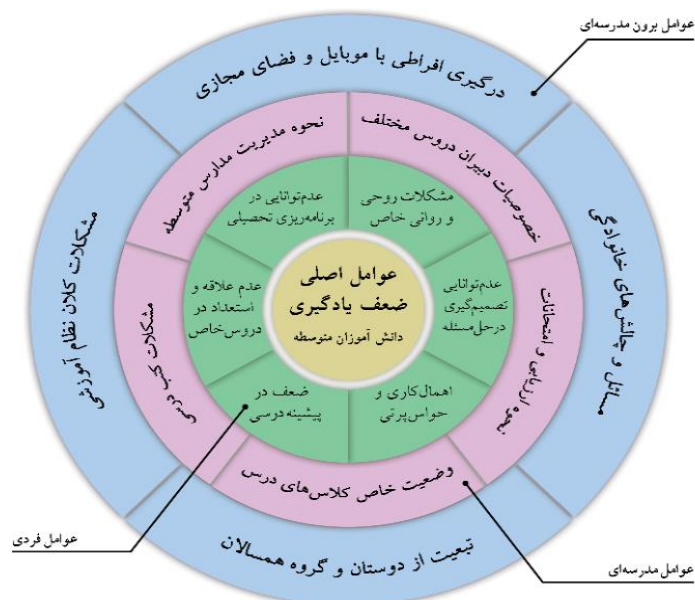 عوامل برون مدرسه‌ای
درگیری افراطی با موبایل و فضای مجازی
مسائل و چالش‌های خانوادگی
تبعیت از دوستان و گروه همسالان
مشکلات کلان نظام آموزشی
نحوه مدیریت مدارس متوسطه
خصوصیات دبیران دروس مختلف
نحوه ارزیابی و امتحانات
وضعیت خاص کلاس‌های درس
مشکلات کتب درسی
مشکلات روحی
و روانی خاص
عدم‌توانایی
تصمیم‌گیری
درحل‌مسئله
اهمال‌کاری و
حواس‌پرتی
ضعف در
پیشینه‌درسی
عدم علاقه و
استعداد در
دروس‌خاص
عدم‌توانایی در
برنامه‌ریزی تحصیلی
عوامل اصلی
ضعف یادگیری
دانش آموزان متوسطه
عوامل فردی
عوامل مدرسه‌ای